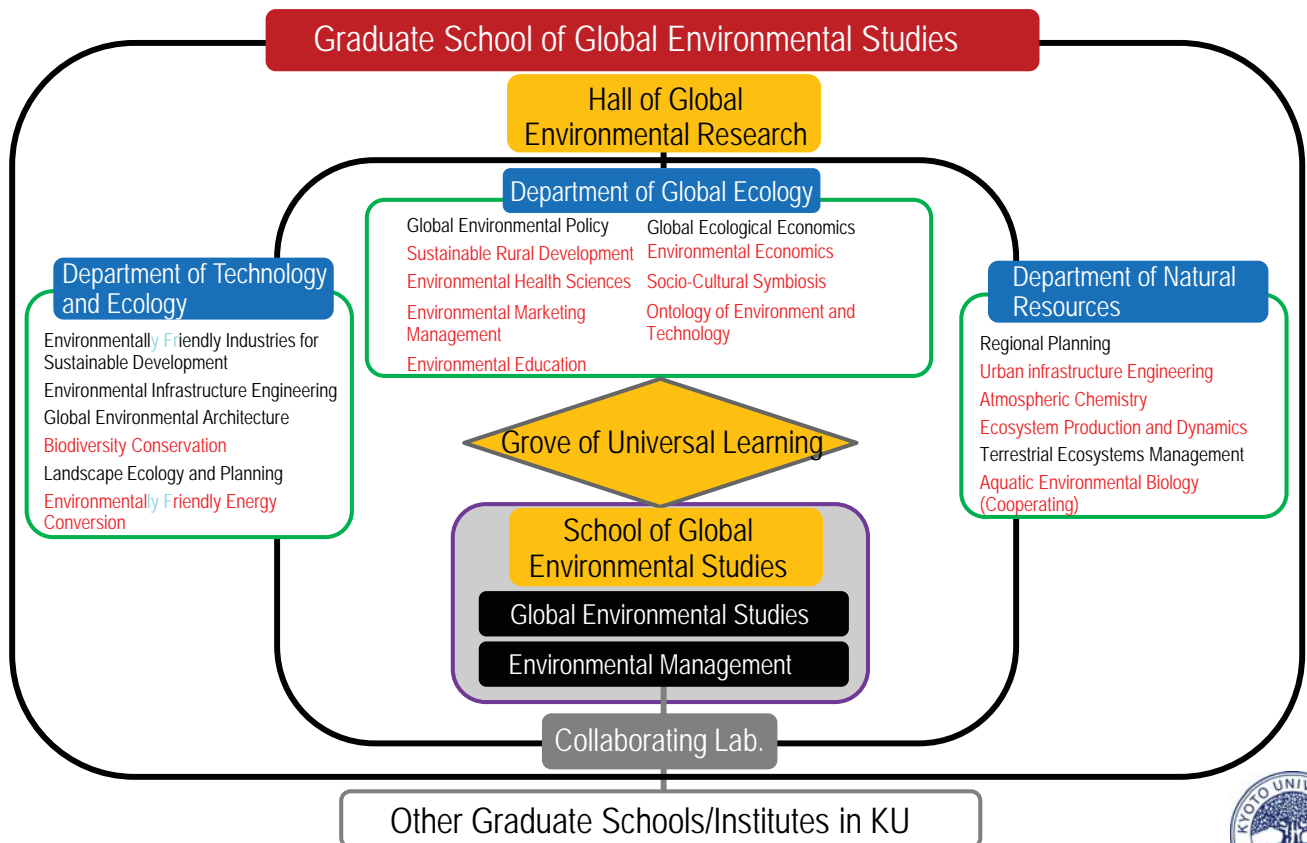 Graduate School of Global Environmental Studies
Hall of Global
Environmental Research
Department of Global Ecology
Global Environmental Policy
Sustainable Rural Development
Environmental Health Sciences
Environmental Marketing
Management
Environmental Education
Global Ecological Economics
Environmental Economics
Socio-Cultural Symbiosis
Ontology of Environment and
Technology
Department of Technology
and Ecology
Environmentally Friendly Industries for
Sustainable Development
Environmental Infrastructure Engineering
Global Environmental Architecture
Biodiversity Conservation
Landscape Ecology and Planning
Environmentally Friendly Energy
Conversion
Department of Natural
Resources
Regional Planning
Urban infrastructure Engineering
Atmospheric Chemistry
Ecosystem Production and Dynamics
Terrestrial Ecosystems Management
Aquatic Environmental Biology
(Cooperating)
Grove of Universal Learning
School of Global
Environmental Studies
Global Environmental Studies
Environmental Management
Collaborating Lab.
Other Graduate Schools/Institutes in KU
KYOTO UNIV